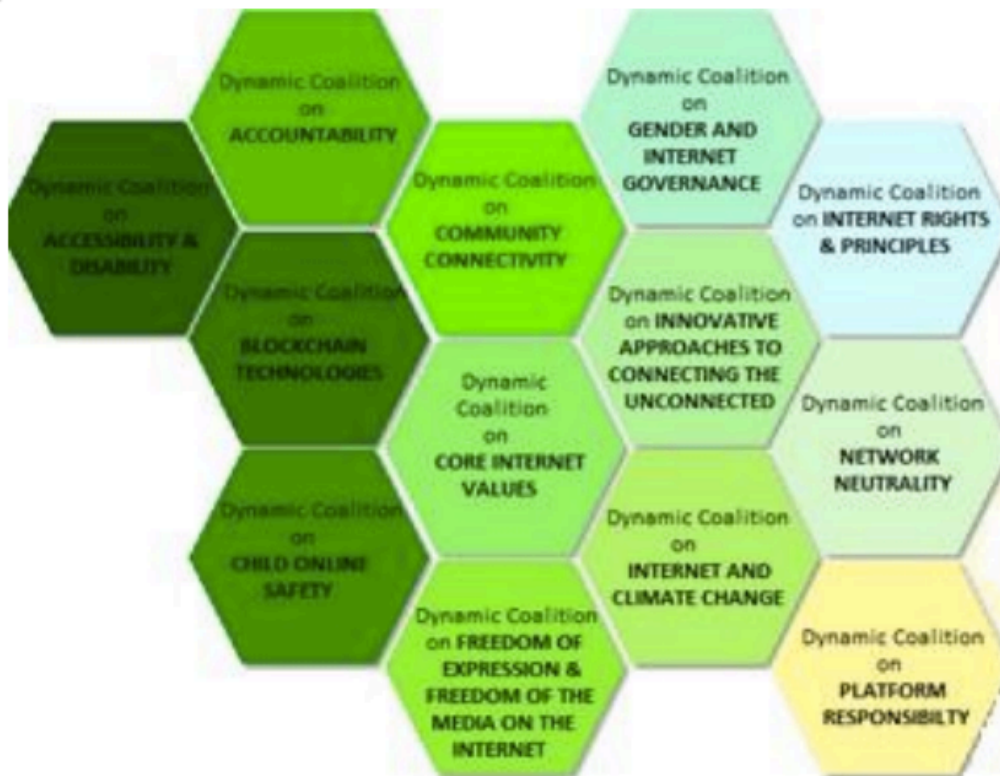 Dynamic Coalition
on
ACCESSIBILITY &
DISABILITY
Dynamic Coalition
on
ACCOUNTABILITY
Dynamic Coalition
on
BLOCKCHAIN
TECHNOLOGIES
Dynamic Coalition
on
CHILD ONLINE
SAFETY
Dynamic Coalition
on
COMMUNITY
CONNECTIVITY
Dynamic
Coalition
on
CORE INTERNET
VALUES
Dynamic Coalition
on FREEDOM OF
EXPRESSION &
FREEDOM OF THE
MEDIA ON THE
INTERNET
Dynamic Coalition
on
GENDER AND
INTERNET
GOVERNANCE
Dynamic Coalition
on INNOVATIVE
APPROACHES TO
CONNECTING THE
UNCONNECTED
Dynamic Coalition
on
INTERNET AND
CLIMATE CHANGE
Dynamic Coalition
on INTERNET RIGHTS
& PRINCIPLES
Dynamic Coalition
on
NETWORK
NEUTRALITY
Dynamic Coalition
on
PLATFORM
RESPONSIBILTY